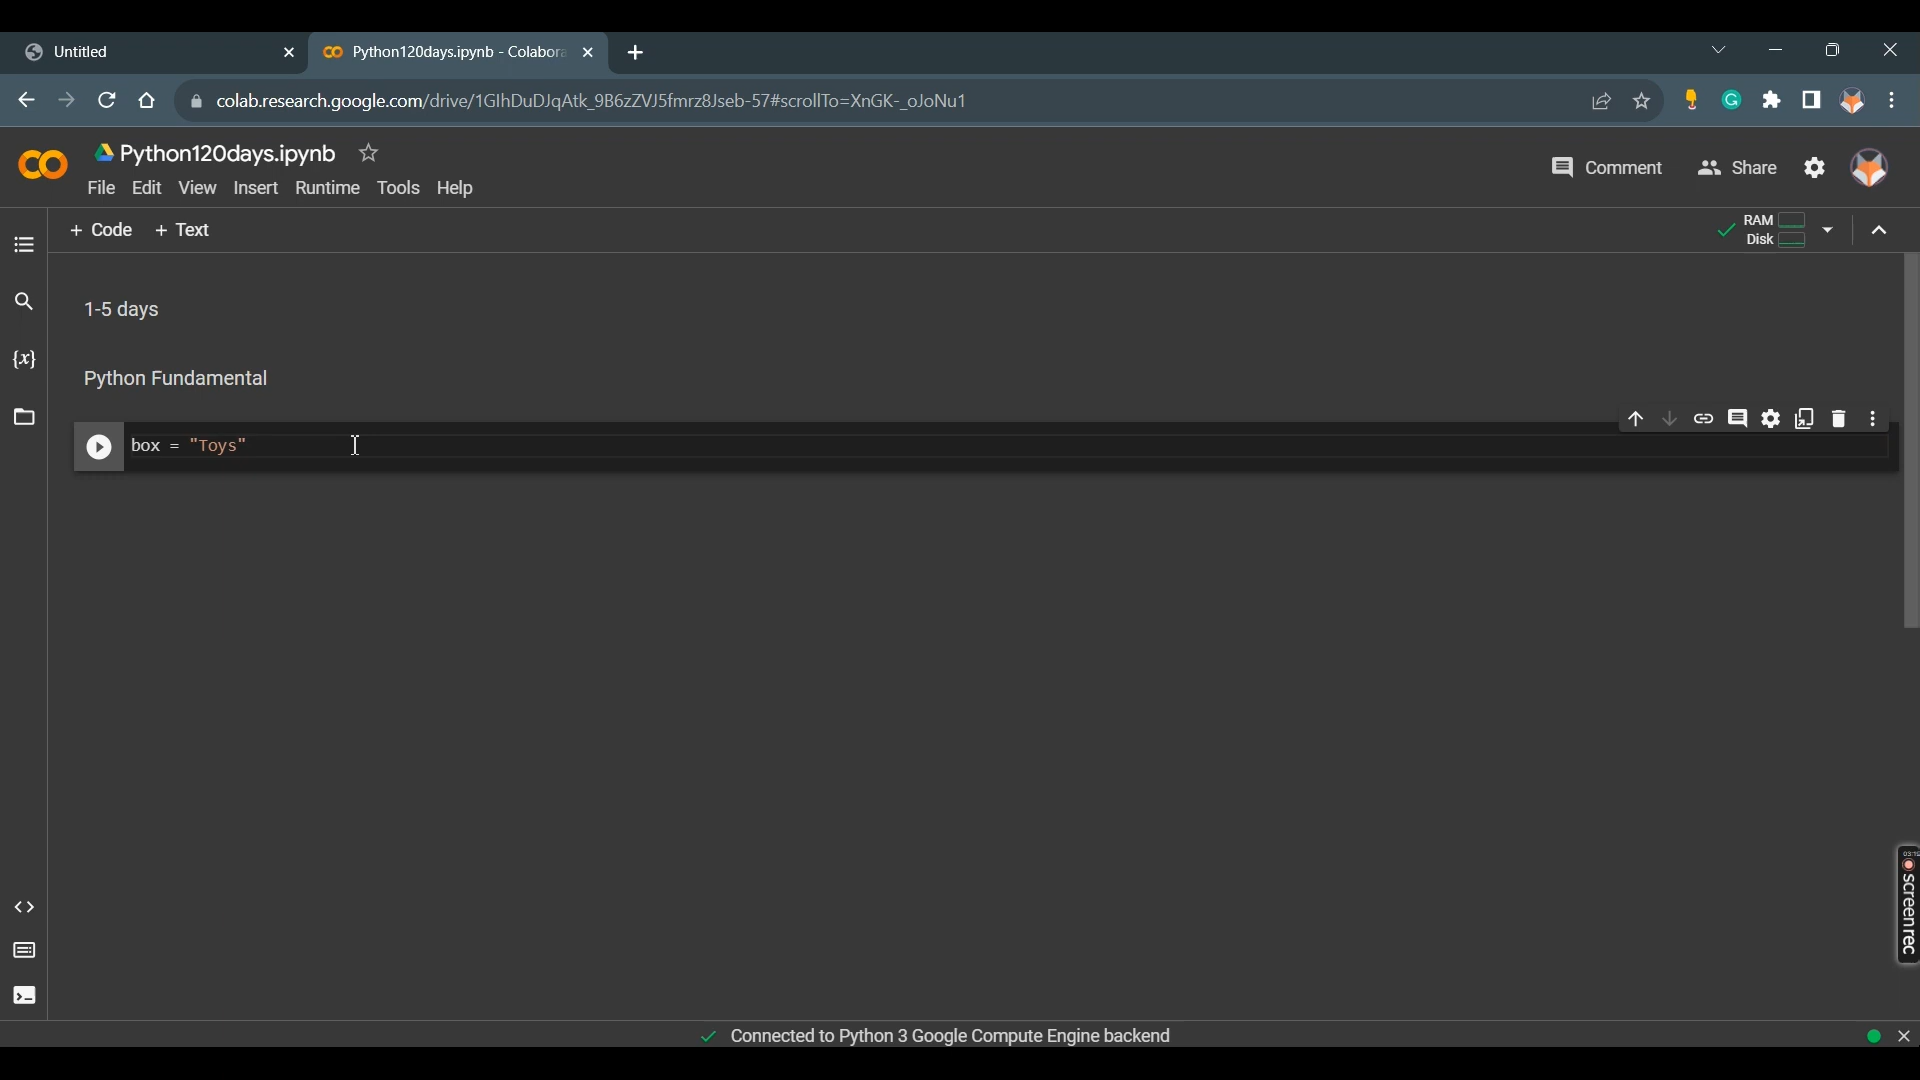 Untitled
Python120days.ipynb - Colabora
colab.research.google.com/drive/1GlhDuDJqAtk_9B6zZVJ5fmrz8Jseb-57#scrollTo=XnGK-_oJoNu1
Python120days.ipynb
File Edit View Insert Runtime Tools Help
Comment Share
+ Code + Text
RAM
Disk
{x}
1-5 days
Python Fundamental
box = "Toys"
screenrec
Connected to Python 3 Google Compute Engine backend